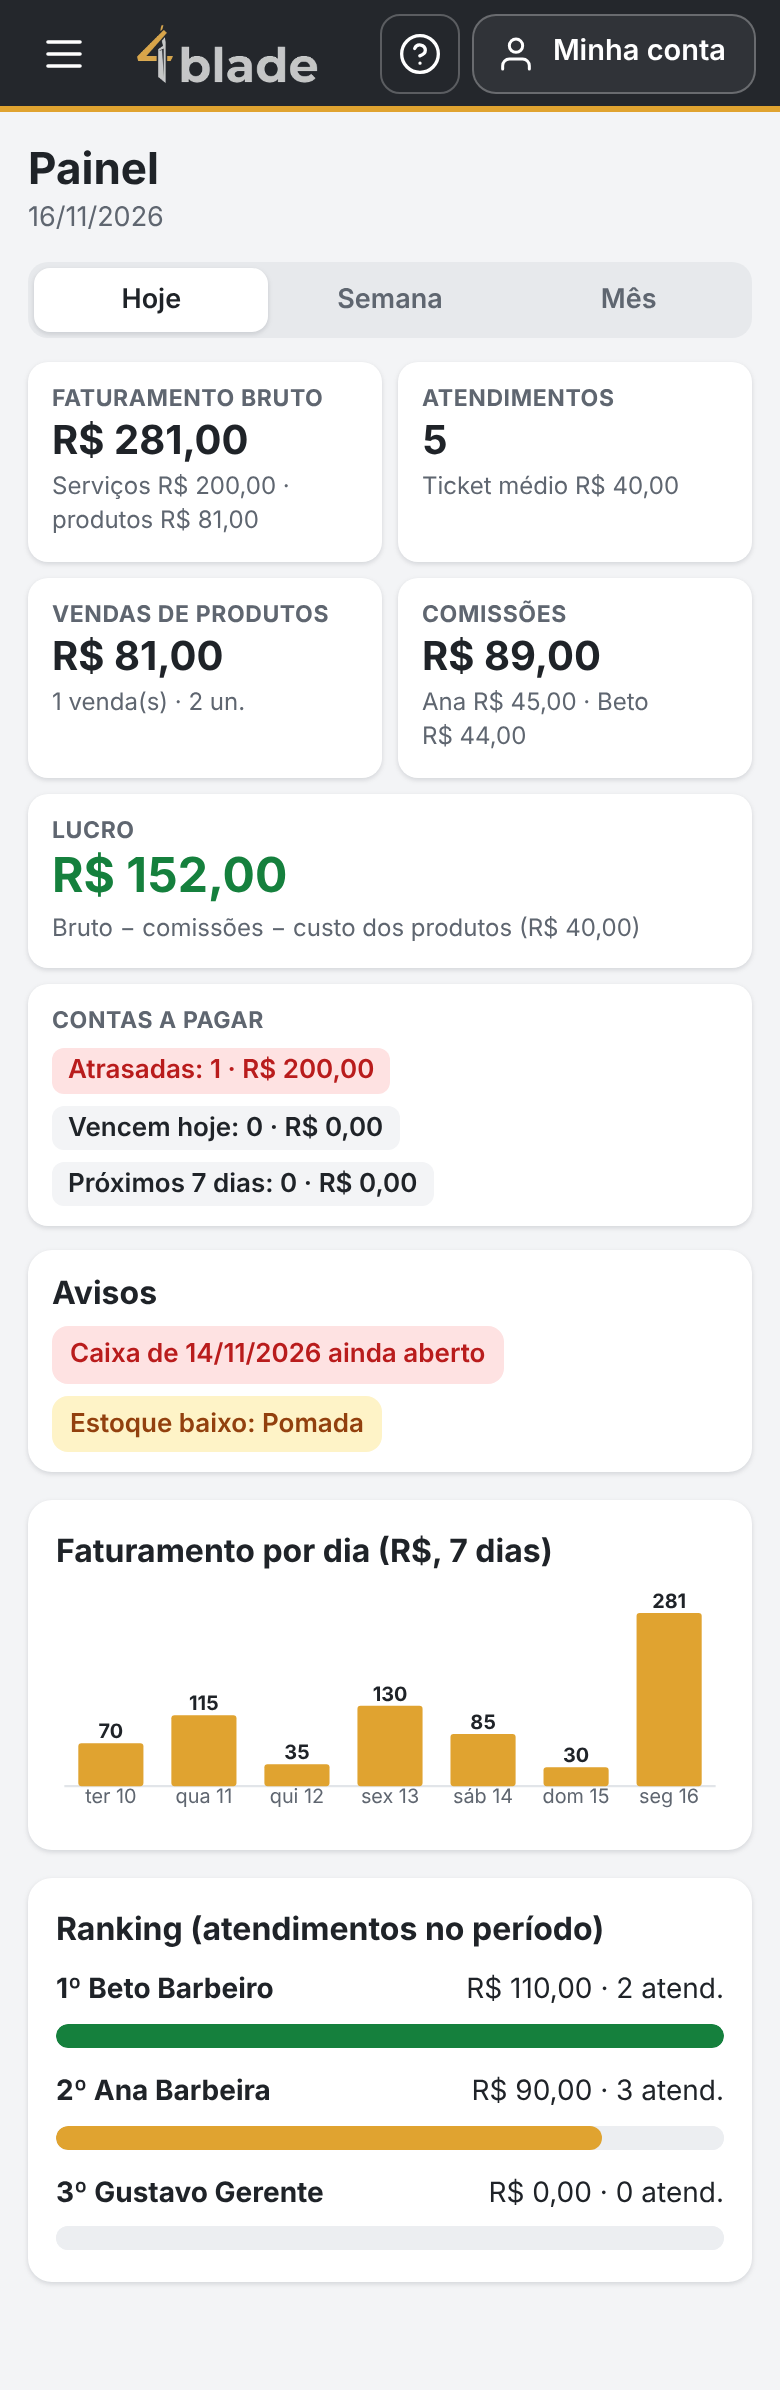 4blade
Minha conta
Painel
16/11/2026
Hoje
Semana
Mês
FATURAMENTO BRUTO
R$ 281,00
Serviços R$ 200,00 ·
produtos R$ 81,00
ATENDIMENTOS
5
Ticket médio R$ 40,00
VENDAS DE PRODUTOS
R$ 81,00
1 venda(s) · 2 un.
COMISSÕES
R$ 89,00
Ana R$ 45,00 · Beto
R$ 44,00
LUCRO
R$ 152,00
Bruto − comissões − custo dos produtos (R$ 40,00)
CONTAS A PAGAR
Atrasadas: 1 · R$ 200,00
Vencem hoje: 0 · R$ 0,00
Próximos 7 dias: 0 · R$ 0,00
Avisos
Caixa de 14/11/2026 ainda aberto
Estoque baixo: Pomada
Faturamento por dia (R$, 7 dias)
70
115
35
130
85
30
281
ter 10
qua 11
qui 12
sex 13
sáb 14
dom 15
seg 16
Ranking (atendimentos no período)
1º Beto Barbeiro
R$ 110,00 · 2 atend.
2º Ana Barbeira
R$ 90,00 · 3 atend.
3º Gustavo Gerente
R$ 0,00 · 0 atend.